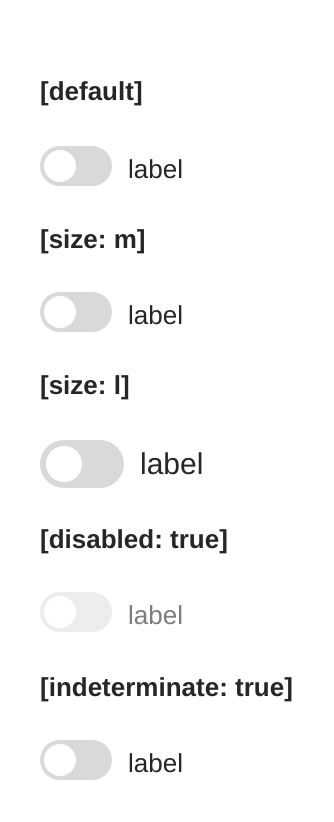 [default]
label
[size: m]
label
[size: l]
label
[disabled: true]
label
[indeterminate: true]
label